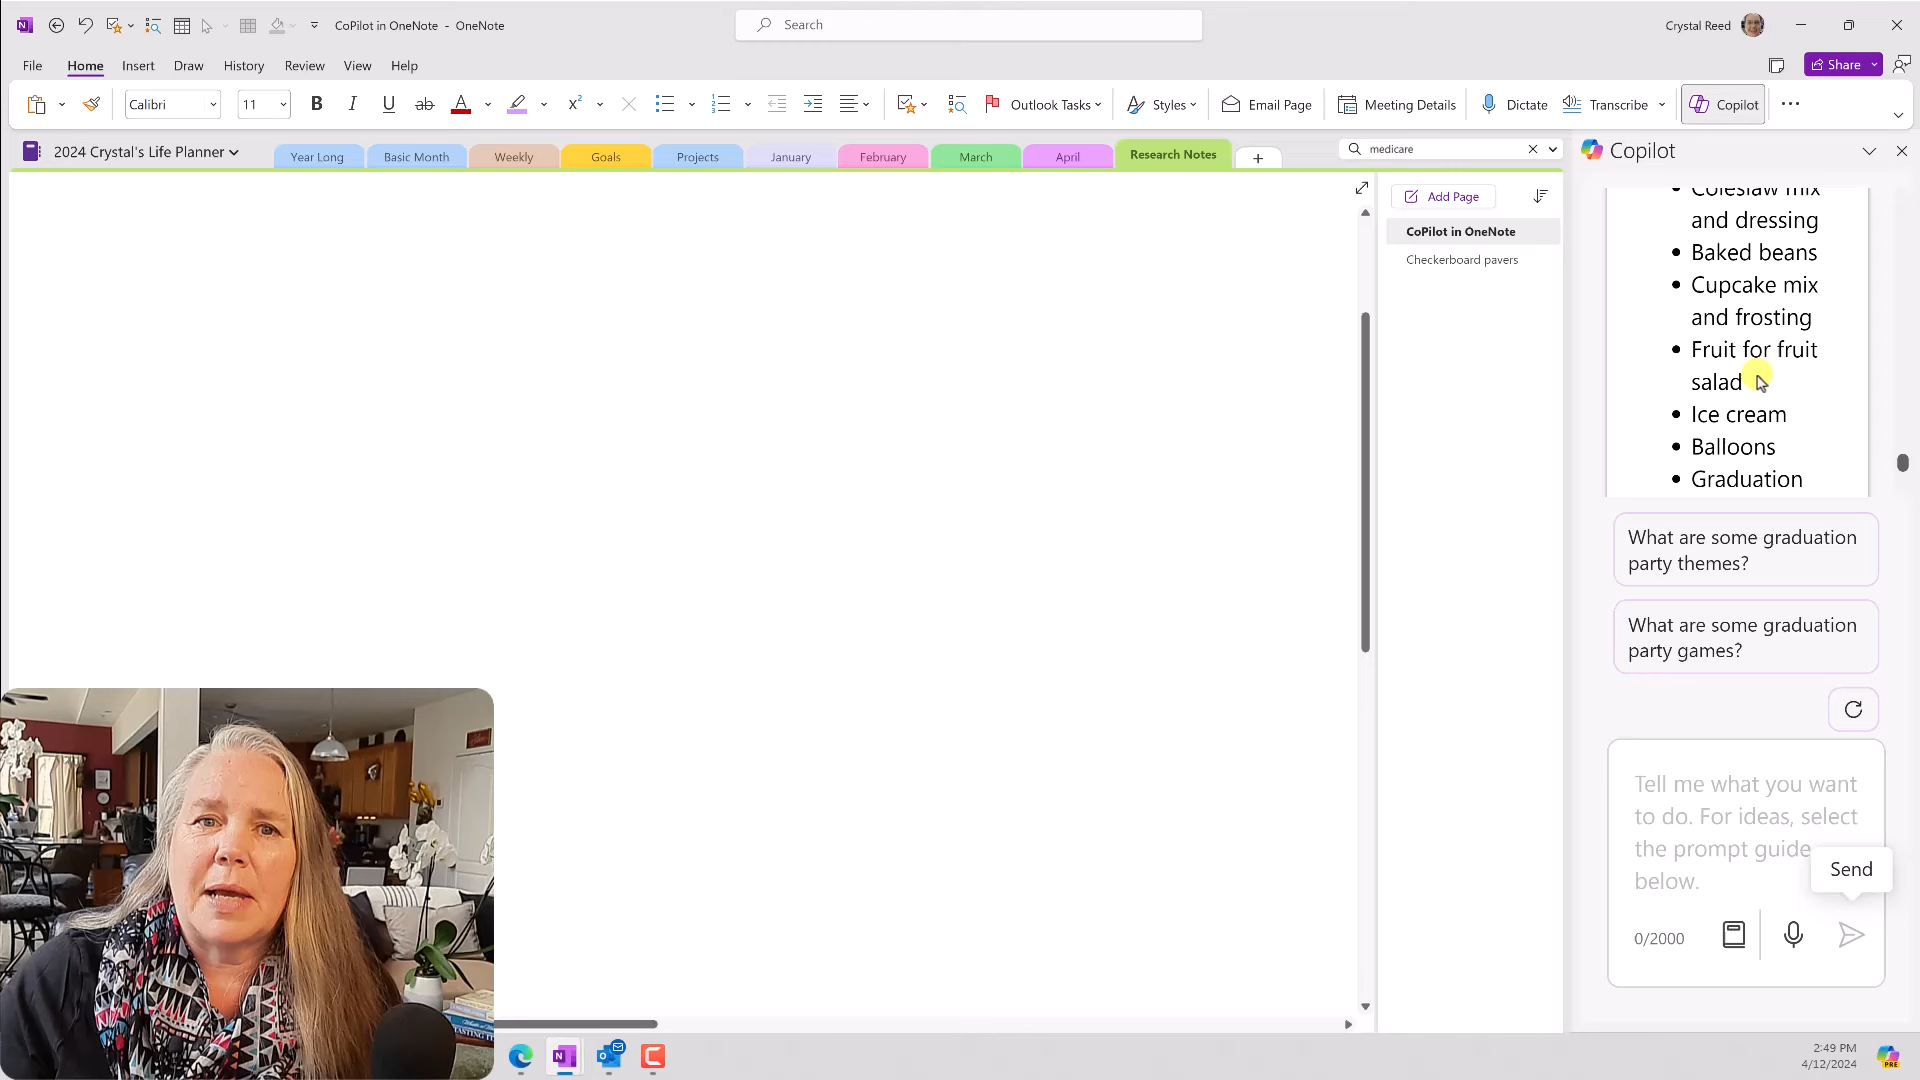 CoPilot in OneNote - OneNote
Search
Crystal Reed
File Home Insert Draw History Review View Help
Share
Calibri 11 B I U ab A x² Outlook Tasks Styles Email Page Meeting Details Dictate Transcribe Copilot
2024 Crystal's Life Planner
Year Long Basic Month Weekly Goals Projects January February March April Research Notes +
medicare
Copilot
Add Page
CoPilot in OneNote
Checkerboard pavers
Coleslaw mix
and dressing
Baked beans
Cupcake mix
and frosting
Fruit for fruit
salad
Ice cream
Balloons
Graduation
What are some graduation
party themes?
What are some graduation
party games?
Tell me what you want
to do. For ideas, select
the prompt guide
below.
Send
0/2000
2:49 PM
4/12/2024
PRE